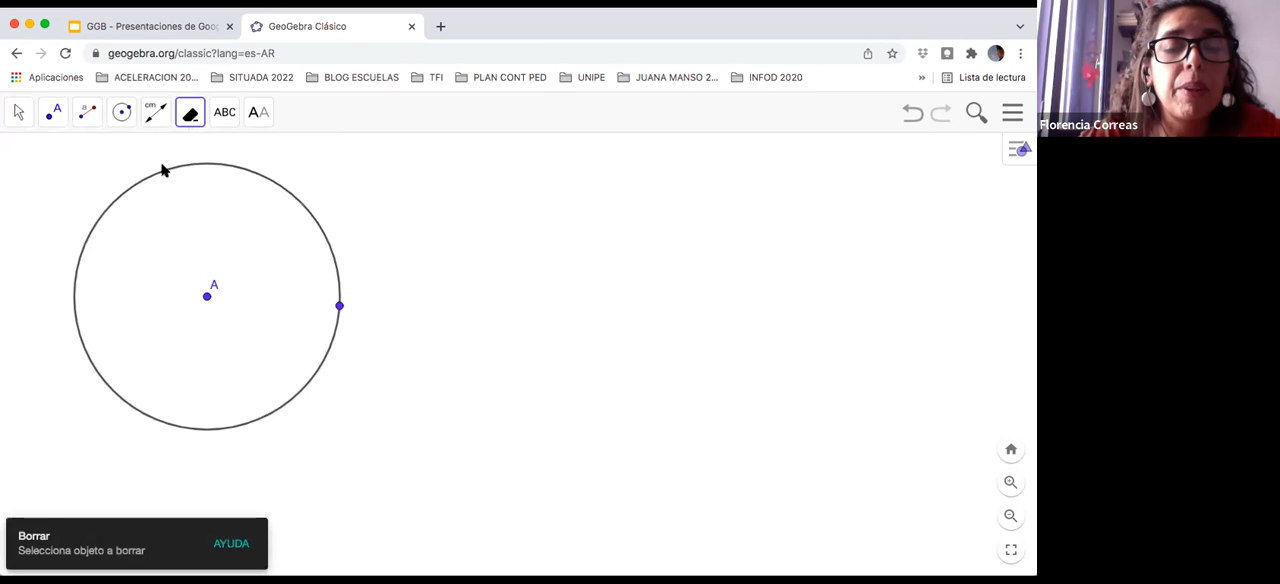 GGB - Presentaciones de Goo
GeoGebra Clásico
geogebra.org/classic?lang=es-AR
Aplicaciones
ACELERACION 20...
SITUADA 2022
BLOG ESCUELAS
TFI
PLAN CONT PED
UNIPE
JUANA MANSO 2...
INFOD 2020
»
Lista de lectura
A
a
cm
ABC
AA
Florencia Correas
A
Borrar
Selecciona objeto a borrar
AYUDA